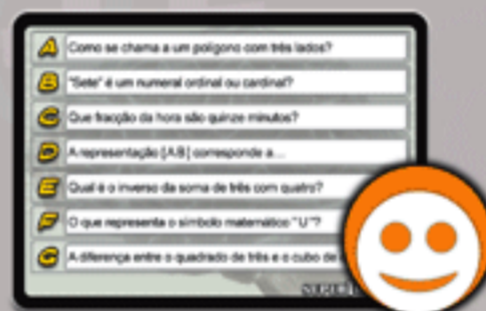 A Como se chama a um polígono com três lados?
B "Sete" é um numeral ordinal ou cardinal?
C Que fracção da hora são quinze minutos?
D A representação [AB] corresponde a...
E Qual é o inverso da soma de três com quatro?
F O que representa o símbolo matemático "U"?
G A diferença entre o quadrado de três e o cubo de